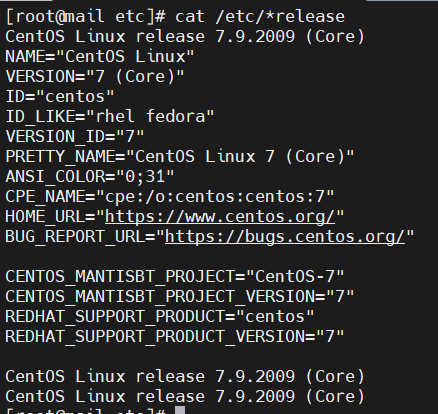 [root@mail etc]# cat /etc/*release
CentOS Linux release 7.9.2009 (Core)
NAME="CentOS Linux"
VERSION="7 (Core)"
ID="centos"
ID_LIKE="rhel fedora"
VERSION_ID="7"
PRETTY_NAME="CentOS Linux 7 (Core)"
ANSI_COLOR="0;31"
CPE_NAME="cpe:/o:centos:centos:7"
HOME_URL="https://www.centos.org/"
BUG_REPORT_URL="https://bugs.centos.org/"

CENTOS_MANTISBT_PROJECT="CentOS-7"
CENTOS_MANTISBT_PROJECT_VERSION="7"
REDHAT_SUPPORT_PRODUCT="centos"
REDHAT_SUPPORT_PRODUCT_VERSION="7"

CentOS Linux release 7.9.2009 (Core)
CentOS Linux release 7.9.2009 (Core)
[root@mail etc]#